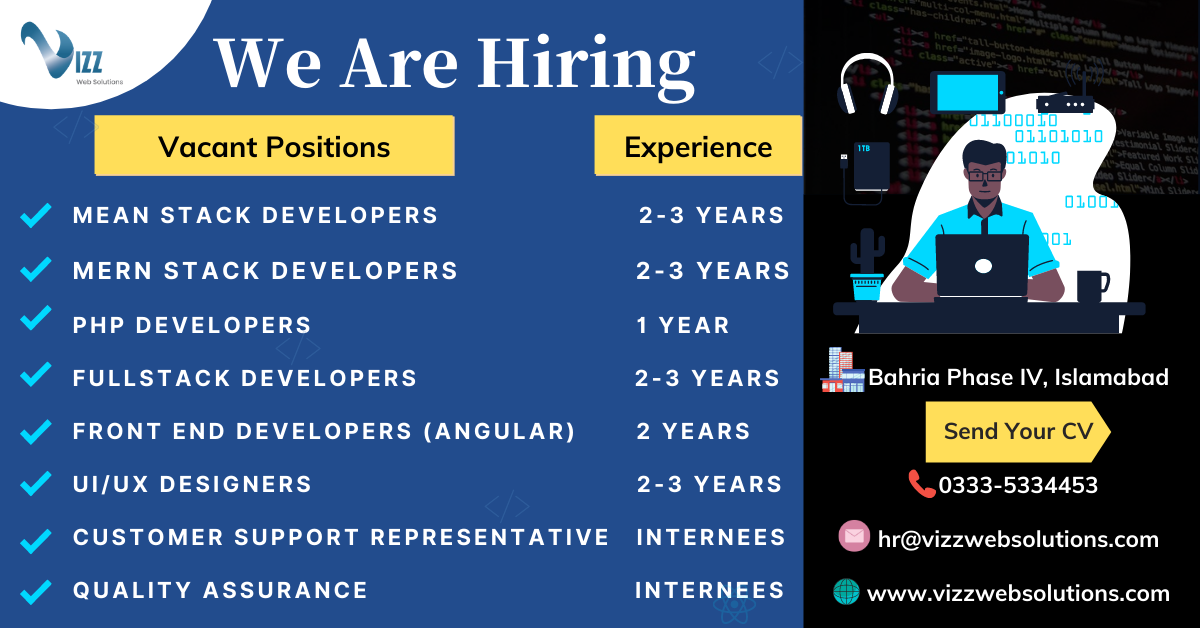 VIZZ
Web Solutions
We Are Hiring
Vacant Positions Experience
MEAN STACK DEVELOPERS 2-3 YEARS
MERN STACK DEVELOPERS 2-3 YEARS
PHP DEVELOPERS 1 YEAR
FULLSTACK DEVELOPERS 2-3 YEARS
FRONT END DEVELOPERS (ANGULAR) 2 YEARS
UI/UX DESIGNERS 2-3 YEARS
CUSTOMER SUPPORT REPRESENTATIVE INTERNEES
QUALITY ASSURANCE INTERNEES
1TB
01100010
01101010
01010
01001
001
Bahria Phase IV, Islamabad
Send Your CV
0333-5334453
hr@vizzwebsolutions.com
www.vizzwebsolutions.com